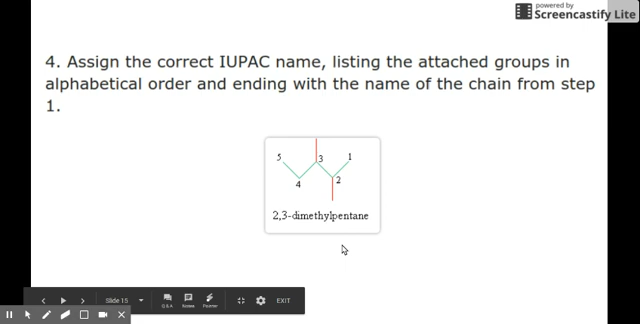 powered by
Screencastify Lite
4. Assign the correct IUPAC name, listing the attached groups in
alphabetical order and ending with the name of the chain from step
1.
5 3 1
4 2
2,3-dimethylpentane
Slide 15 Q&A Notes Pointer EXIT